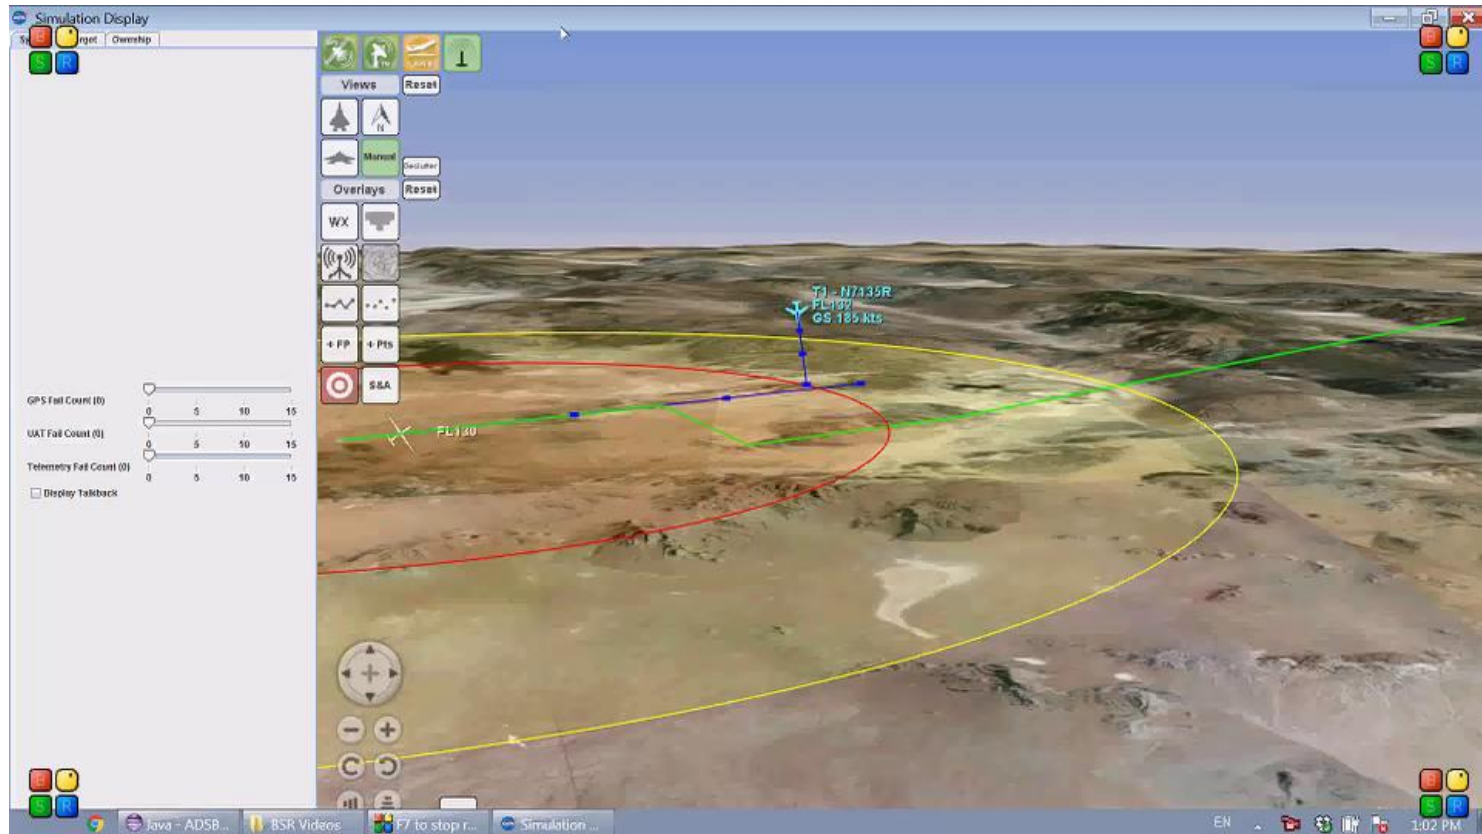 Simulation Display
Ownship
Views
Reset
N
Manual
Declutter
Overlays
Reset
WX
T1 - N7135R
FL132
GS 185 kts
+ FP
+ Pts
S&A
FL130
GPS Fail Count (0)
0 5 10 15
UAT Fail Count (0)
0 5 10 15
Telemetry Fail Count (0)
0 5 10 15
Display Talkback
B
S R
B
S R
B
S R
B
S R
Java - ADSB...
BSR Videos
F7 to stop r...
Simulation ...
EN
1:02 PM